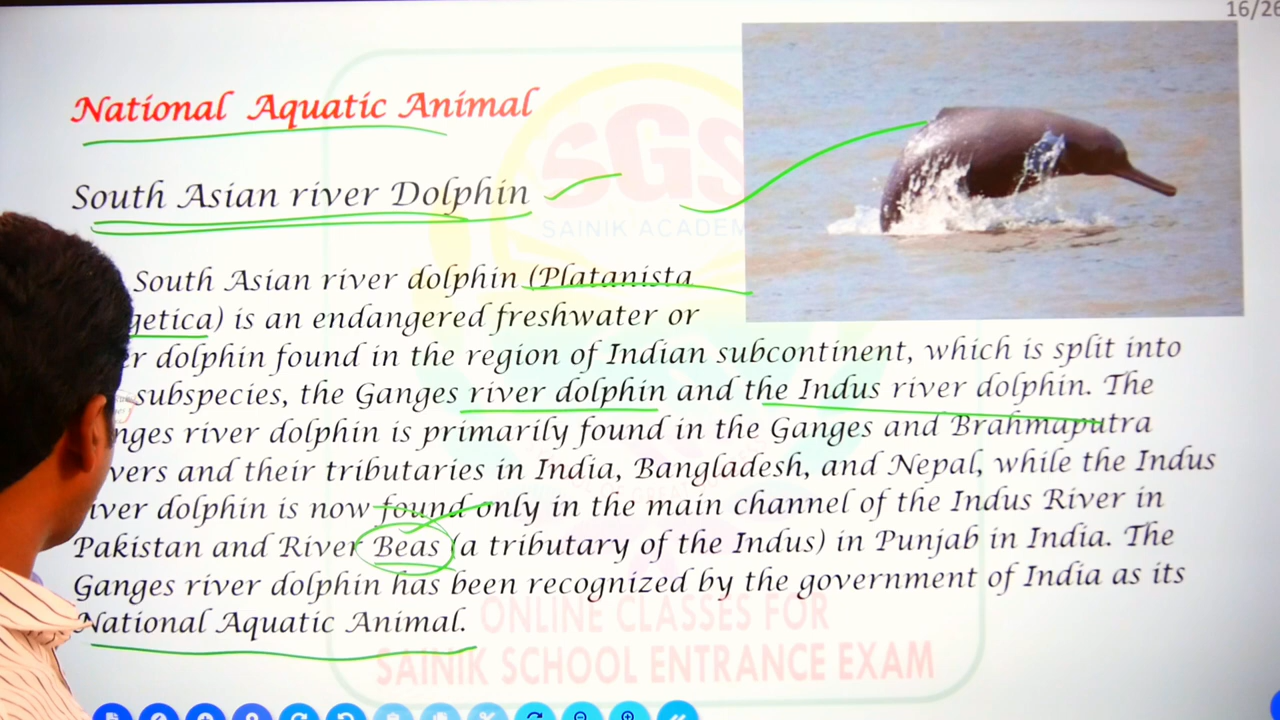 16/26
National Aquatic Animal
South Asian river Dolphin
SGS
SAINIK ACADEM
South Asian river dolphin (Platanista
getica) is an endangered freshwater or
er dolphin found in the region of Indian subcontinent, which is split into
subspecies, the Ganges river dolphin and the Indus river dolphin. The
nges river dolphin is primarily found in the Ganges and Brahmaputra
vers and their tributaries in India, Bangladesh, and Nepal, while the Indus
iver dolphin is now found only in the main channel of the Indus River in
Pakistan and River Beas (a tributary of the Indus) in Punjab in India. The
Ganges river dolphin has been recognized by the government of India as its
National Aquatic Animal.
ONLINE CLASSES FOR
SAINIK SCHOOL ENTRANCE EXAM